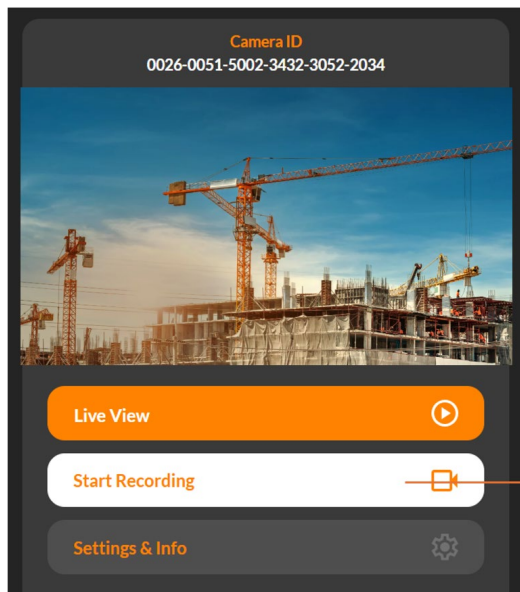 Camera ID
0026-0051-5002-3432-3052-2034
Live View
Start Recording
Settings & Info